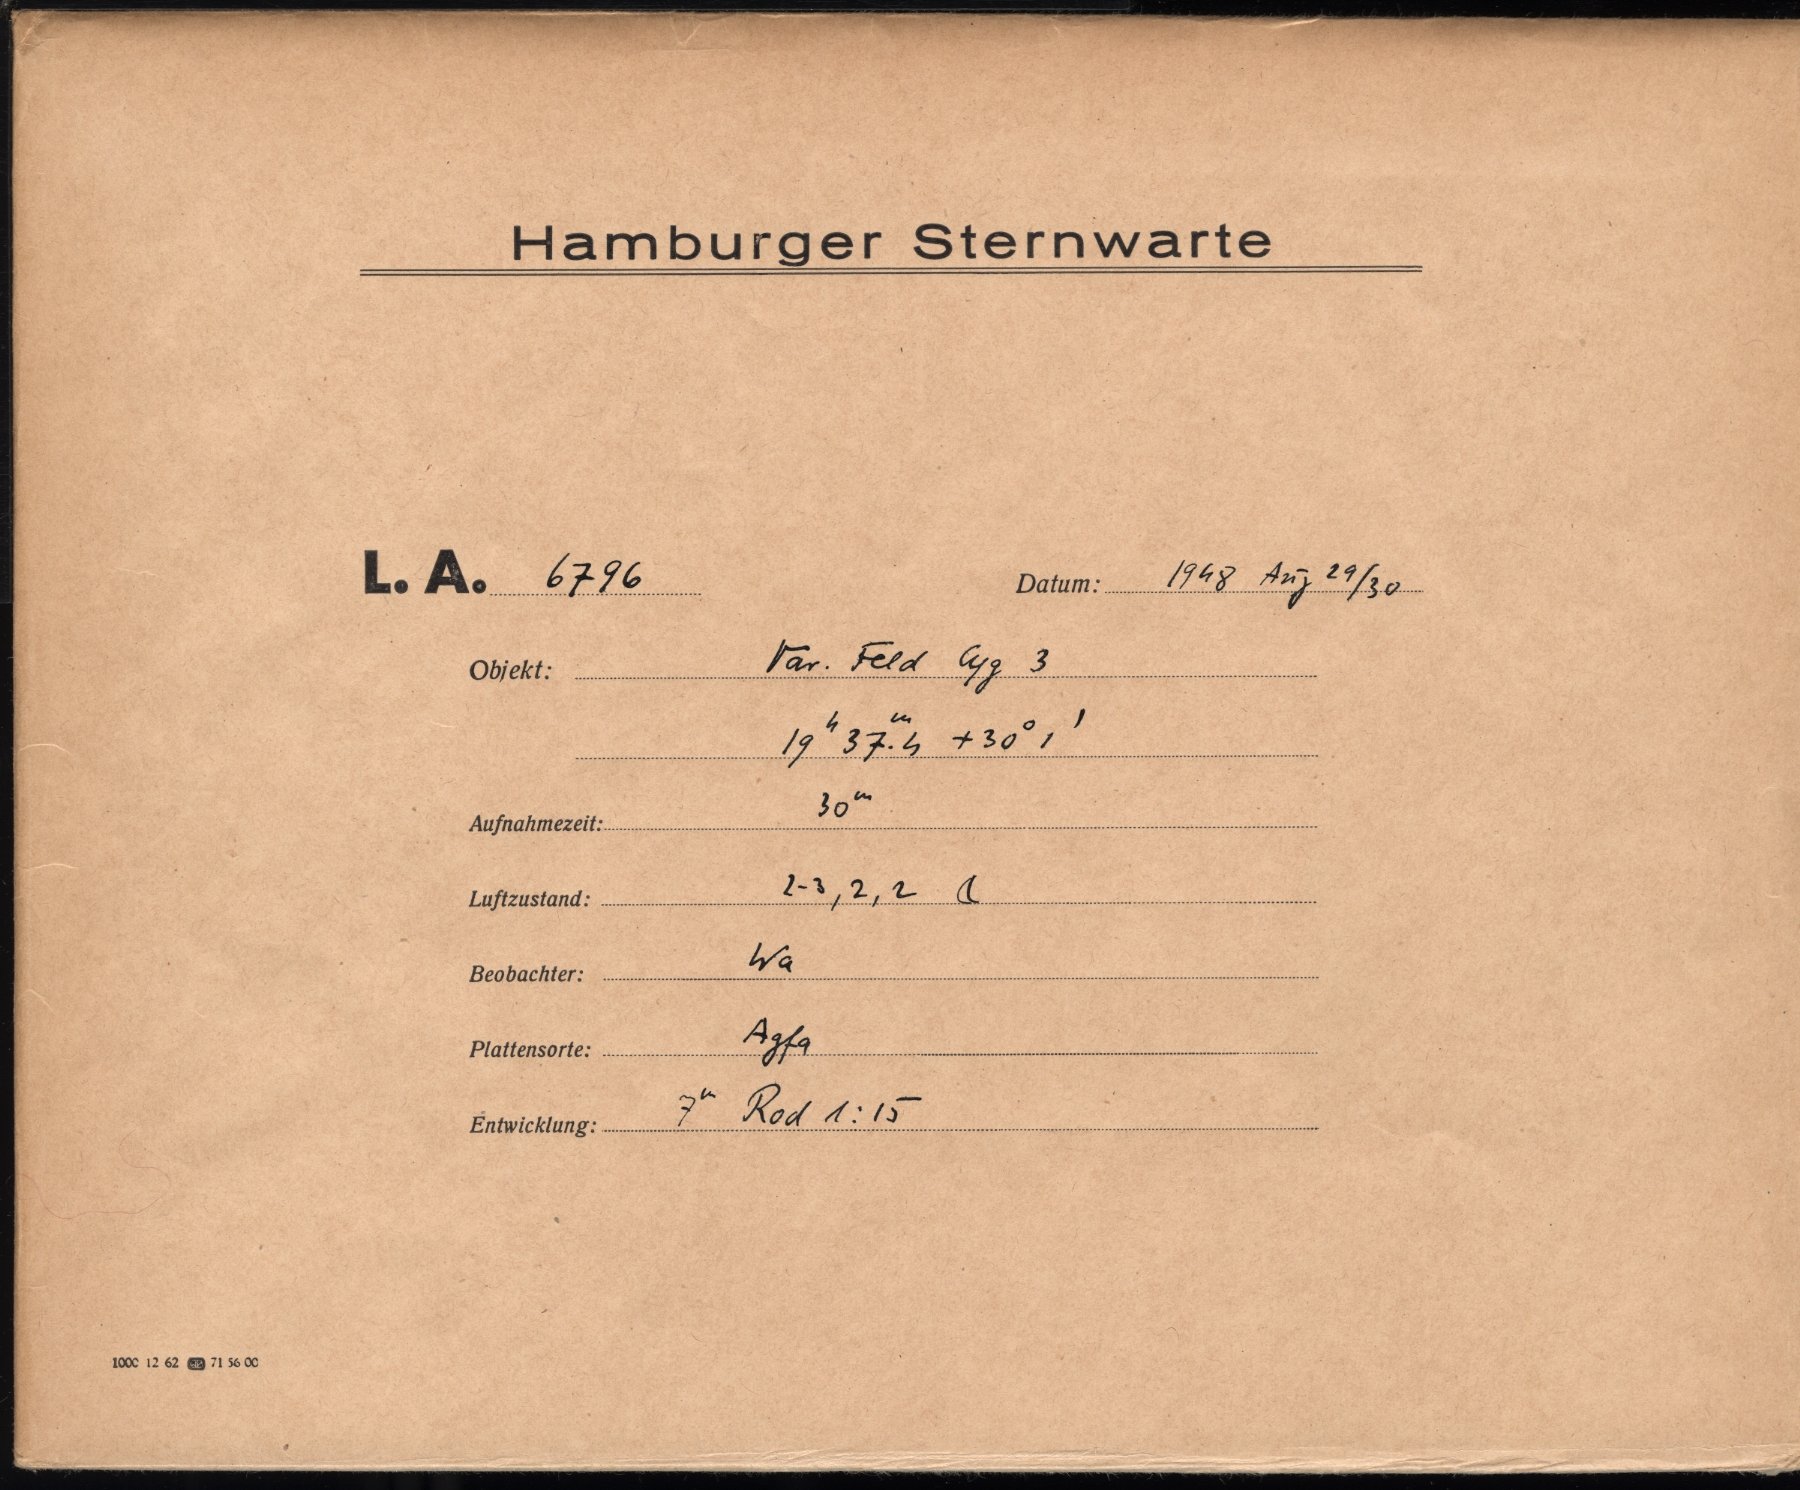 Hamburger Sternwarte
L. A. 6796 Datum: 1948 Aug 29/30
Objekt: Var. Feld Cyg 3
19ʰ 37ᵐ.4 +30° 1'
Aufnahmezeit: 30ᵐ
Luftzustand: 2-3, 2, 2 ☾
Beobachter: Wa
Plattensorte: Agfa
Entwicklung: 7ᵐ Rod 1:15
1000 12 62 71 56 00